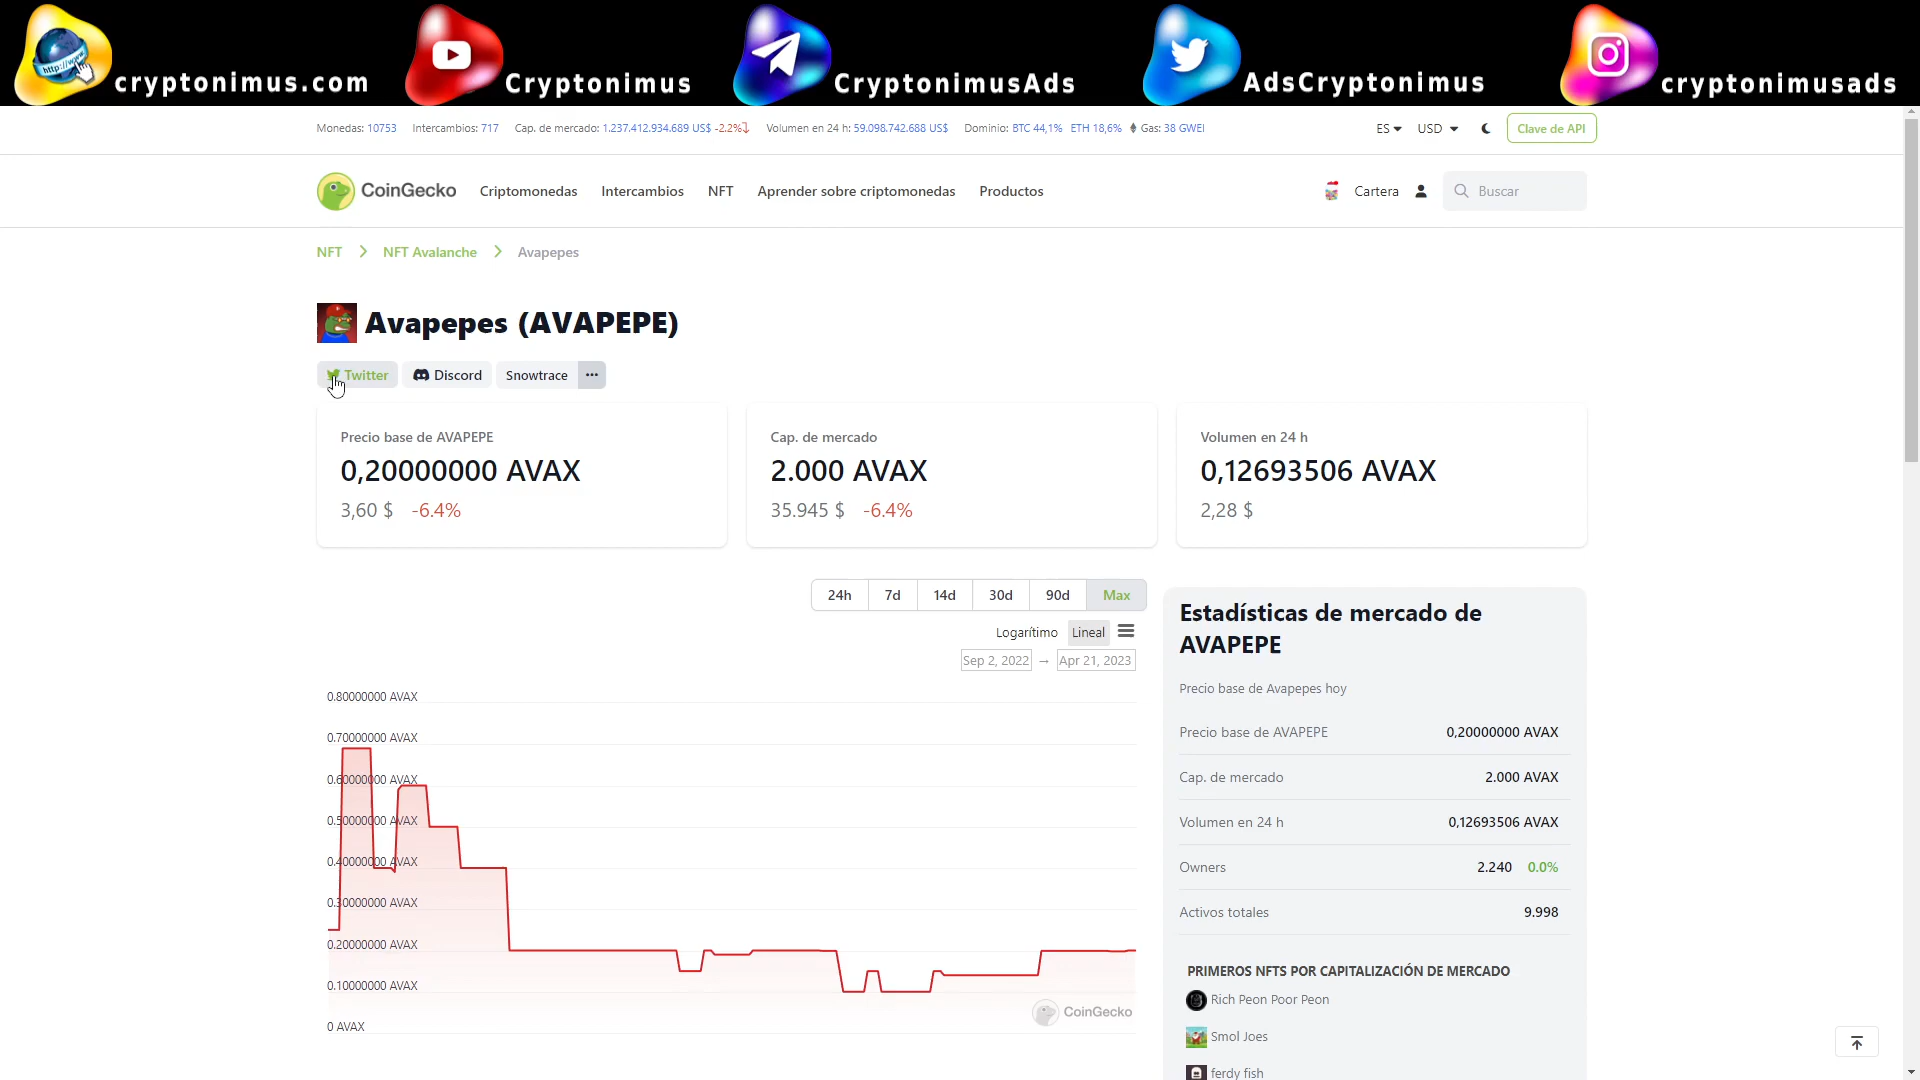 cryptonimus.com Cryptonimus CryptonimusAds AdsCryptonimus cryptonimusads
Monedas: 10753 Intercambios: 717 Cap. de mercado: 1.237.412.934.689 US$ -2.2% Volumen en 24 h: 59.098.742.688 US$ Dominio: BTC 44,1% ETH 18,6% Gas: 38 GWEI ES USD Clave de API
CoinGecko Criptomonedas Intercambios NFT Aprender sobre criptomonedas Productos Cartera Buscar
NFT NFT Avalanche Avapepes
Avapepes (AVAPEPE)
Twitter Discord Snowtrace
Precio base de AVAPEPE
0,20000000 AVAX
3,60 $ -6.4%
Cap. de mercado
2.000 AVAX
35.945 $ -6.4%
Volumen en 24 h
0,12693506 AVAX
2,28 $
24h 7d 14d 30d 90d Max
Logarítimo Lineal
Sep 2, 2022 → Apr 21, 2023
0.80000000 AVAX
0.70000000 AVAX
0.60000000 AVAX
0.50000000 AVAX
0.40000000 AVAX
0.30000000 AVAX
0.20000000 AVAX
0.10000000 AVAX
0 AVAX
CoinGecko
Estadísticas de mercado de
AVAPEPE
Precio base de Avapepes hoy
Precio base de AVAPEPE 0,20000000 AVAX
Cap. de mercado 2.000 AVAX
Volumen en 24 h 0,12693506 AVAX
Owners 2.240 0.0%
Activos totales 9.998
PRIMEROS NFTS POR CAPITALIZACIÓN DE MERCADO
Rich Peon Poor Peon
Smol Joes
ferdy fish